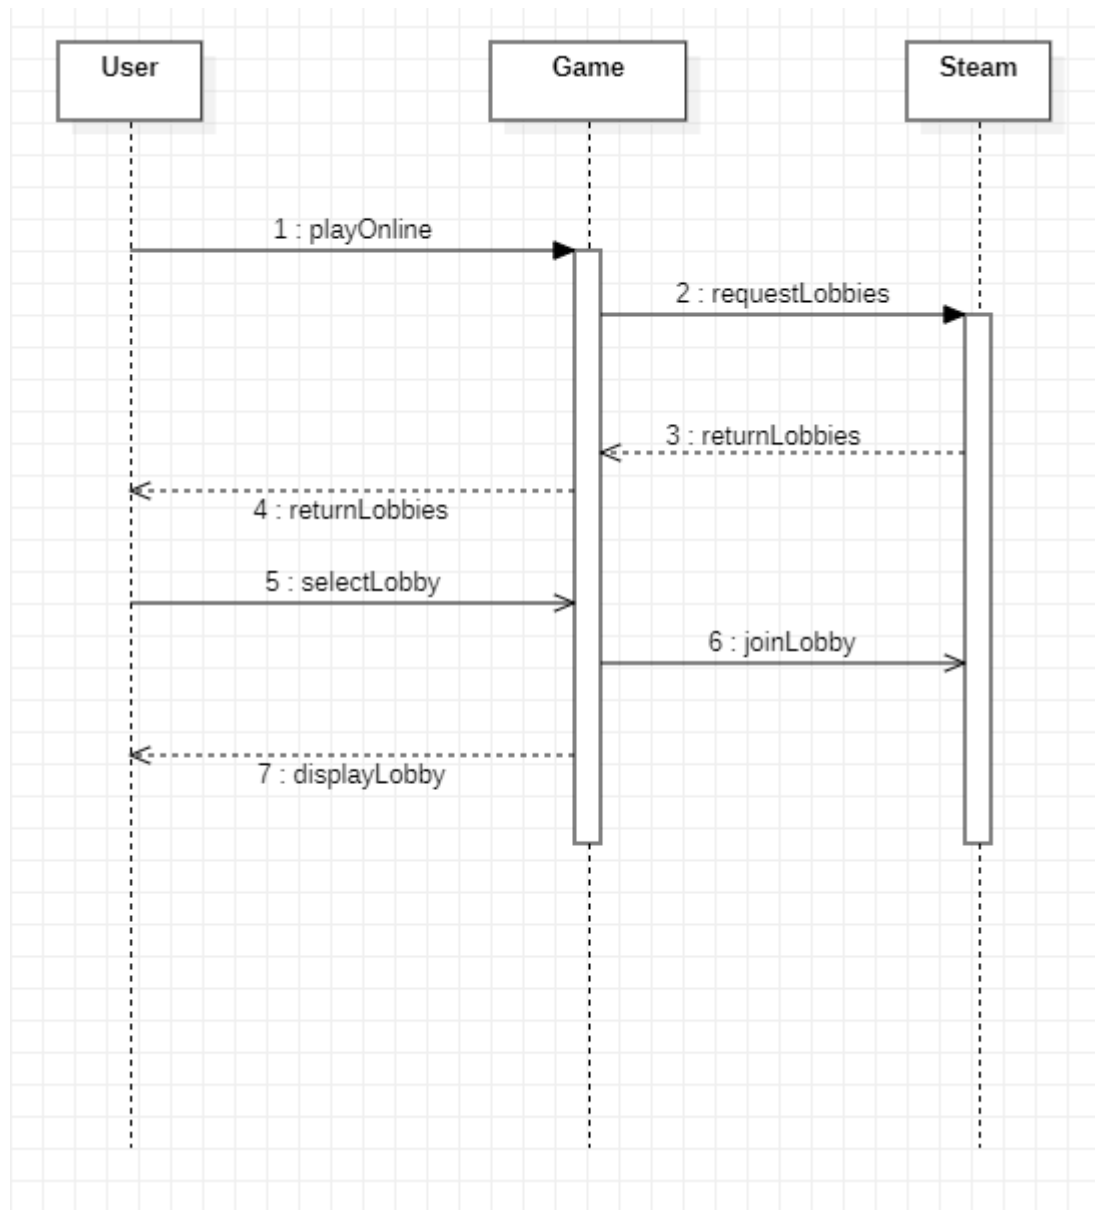 User
Game
Steam
1 : playOnline
2 : requestLobbies
3 : returnLobbies
4 : returnLobbies
5 : selectLobby
6 : joinLobby
7 : displayLobby